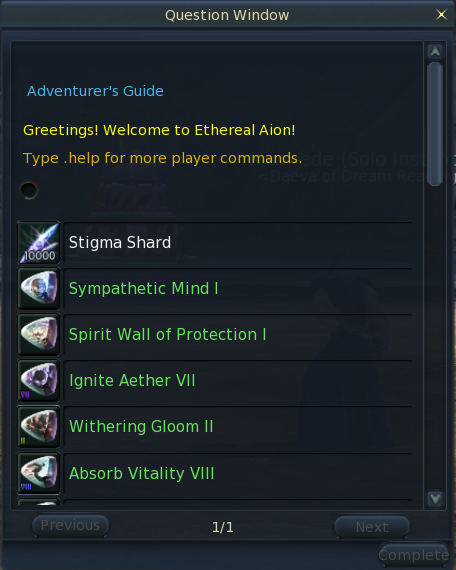 Question Window
Adventurer's Guide
Greetings! Welcome to Ethereal Aion!
Type .help for more player commands.
10000
Stigma Shard
Sympathetic Mind I
Spirit Wall of Protection I
VII
Ignite Aether VII
II
Withering Gloom II
VIII
Absorb Vitality VIII
Previous
1/1
Next
Complete